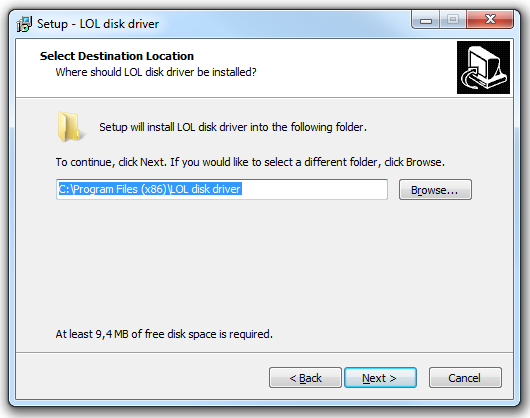 Setup - LOL disk driver
Select Destination Location
Where should LOL disk driver be installed?
Setup will install LOL disk driver into the following folder.
To continue, click Next. If you would like to select a different folder, click Browse.
C:\Program Files (x86)\LOL disk driver
Browse...
At least 9,4 MB of free disk space is required.
< Back
Next >
Cancel